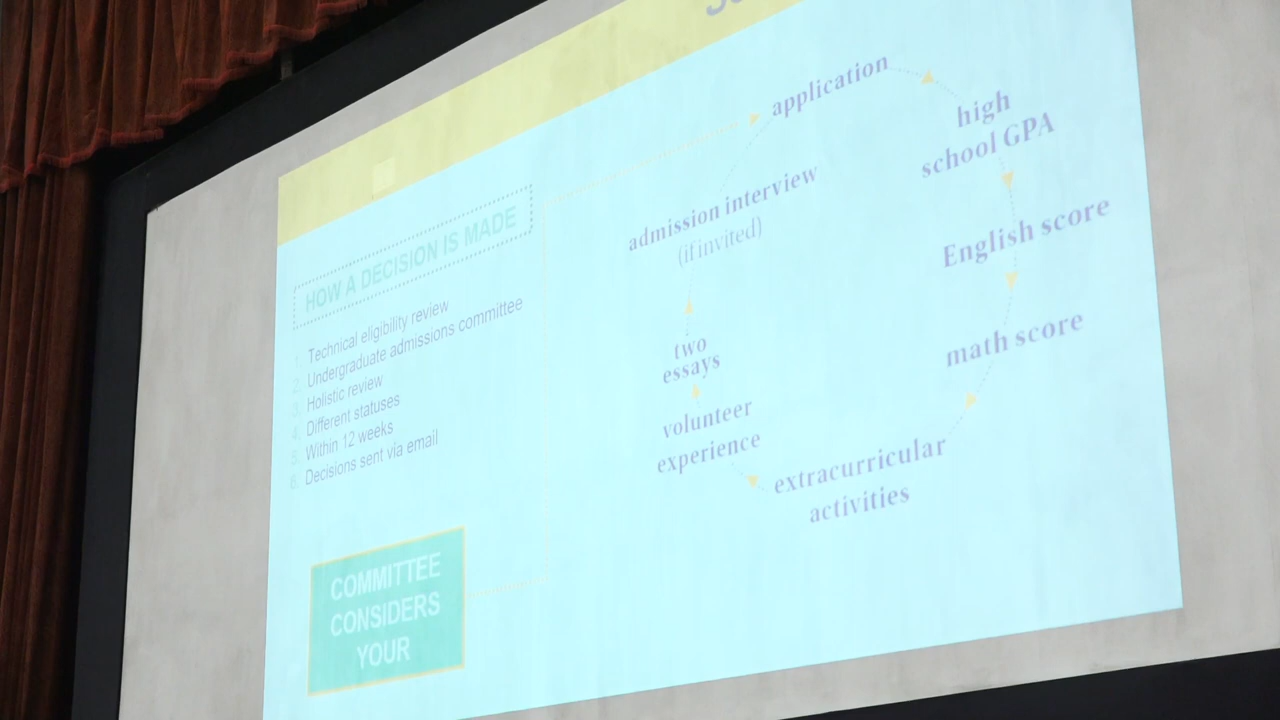 HOW A DECISION IS MADE
1. Technical eligibility review
2. Undergraduate admissions committee
3. Holistic review
4. Different statuses
5. Within 12 weeks
6. Decisions sent via email
COMMITTEE
CONSIDERS
YOUR
application
high
school GPA
English score
math score
extracurricular
activities
volunteer
experience
two
essays
admission interview
(if invited)